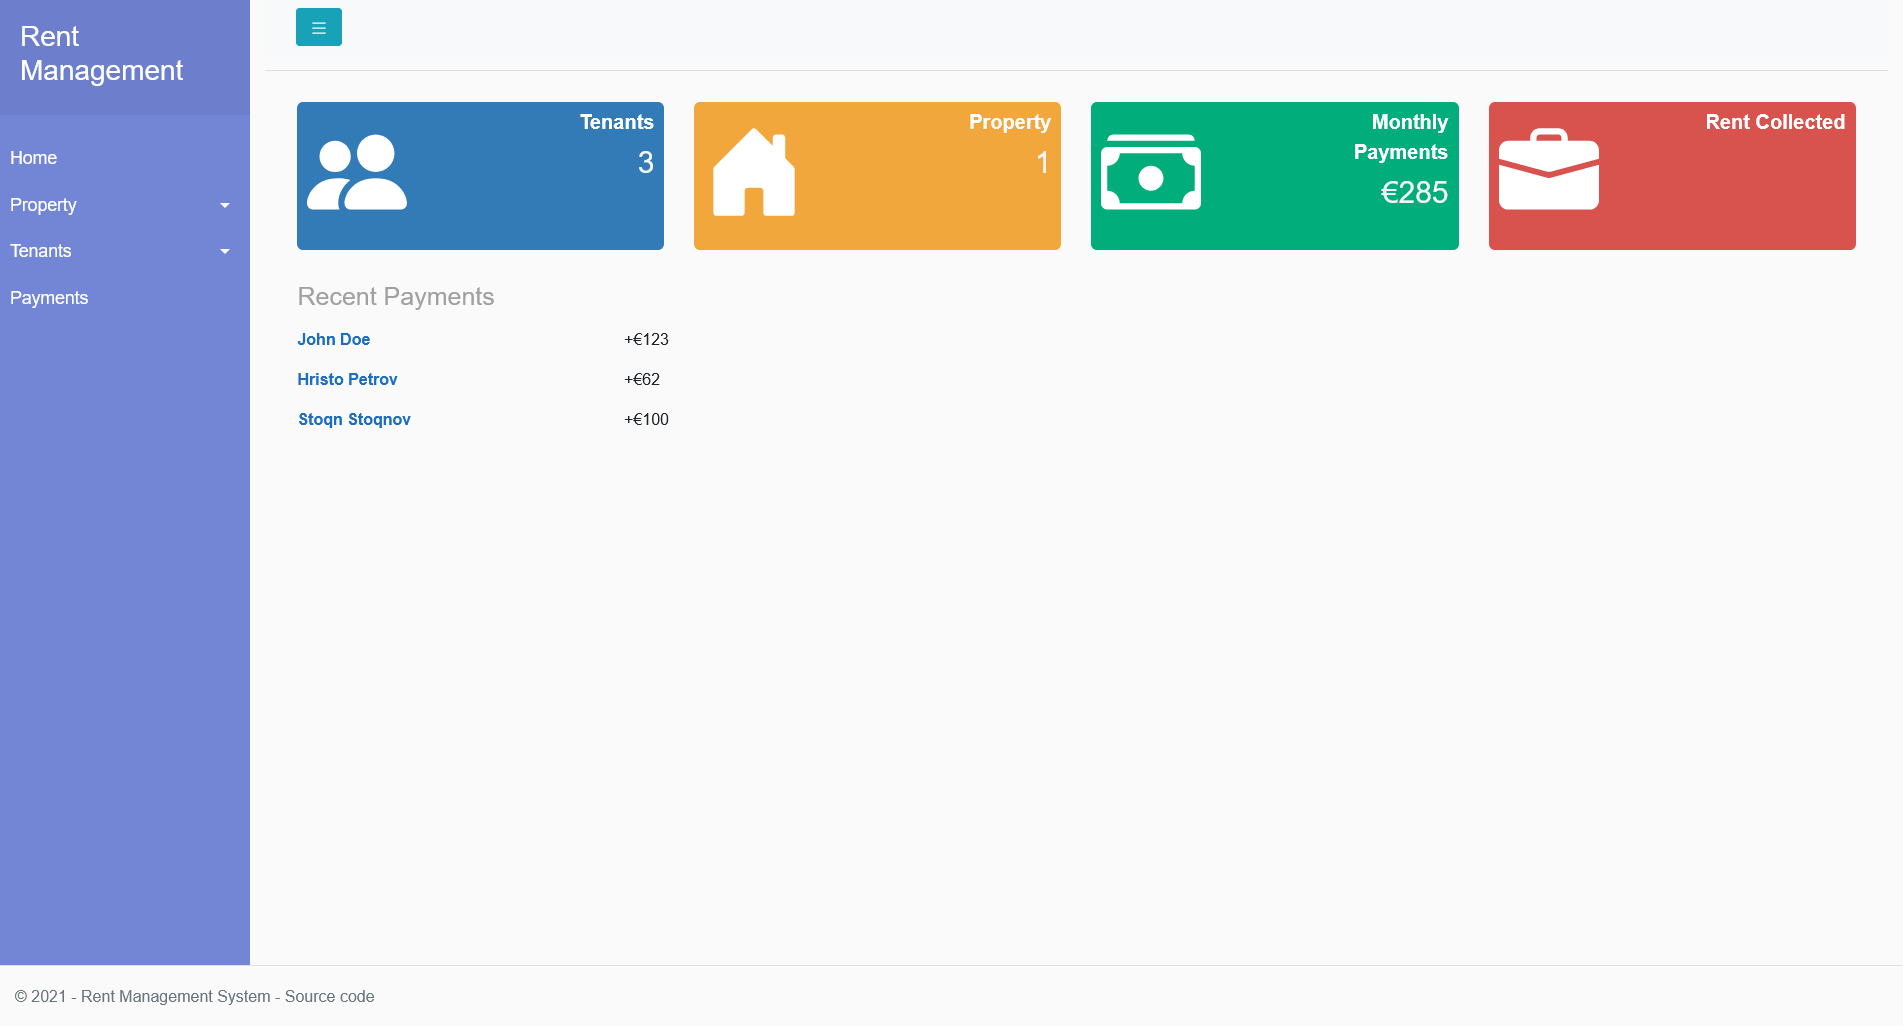 Rent
Management
Home
Property
Tenants
Payments
Tenants
3
Property
1
Monthly
Payments
€285
Rent Collected
Recent Payments
John Doe +€123
Hristo Petrov +€62
Stoqn Stoqnov +€100
© 2021 - Rent Management System - Source code